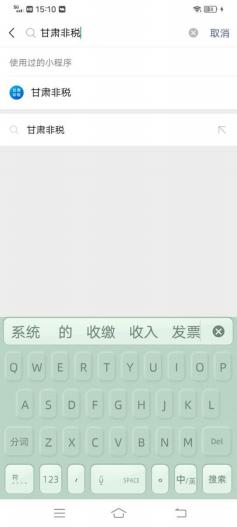 15:10
甘肃非税
取消
使用过的小程序
甘肃非税
甘肃非税
系统 的 收缴 收入 发票
Q W E R T Y U I O P
A S D F G H J K L
分词 Z X C V B N M Del
符 123 , SPACE 。 中/英 搜索